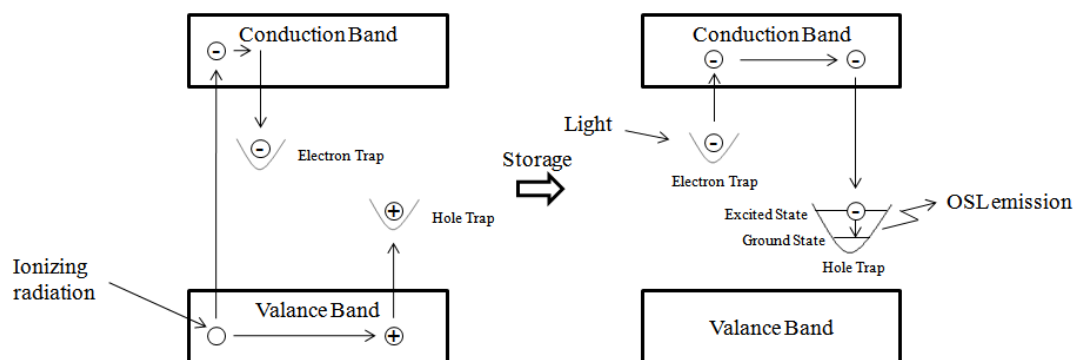 Conduction Band
Electron Trap
Hole Trap
Ionizing
radiation
Valance Band
Storage
Conduction Band
Light
Electron Trap
Excited State
Ground State
Hole Trap
OSL emission
Valance Band